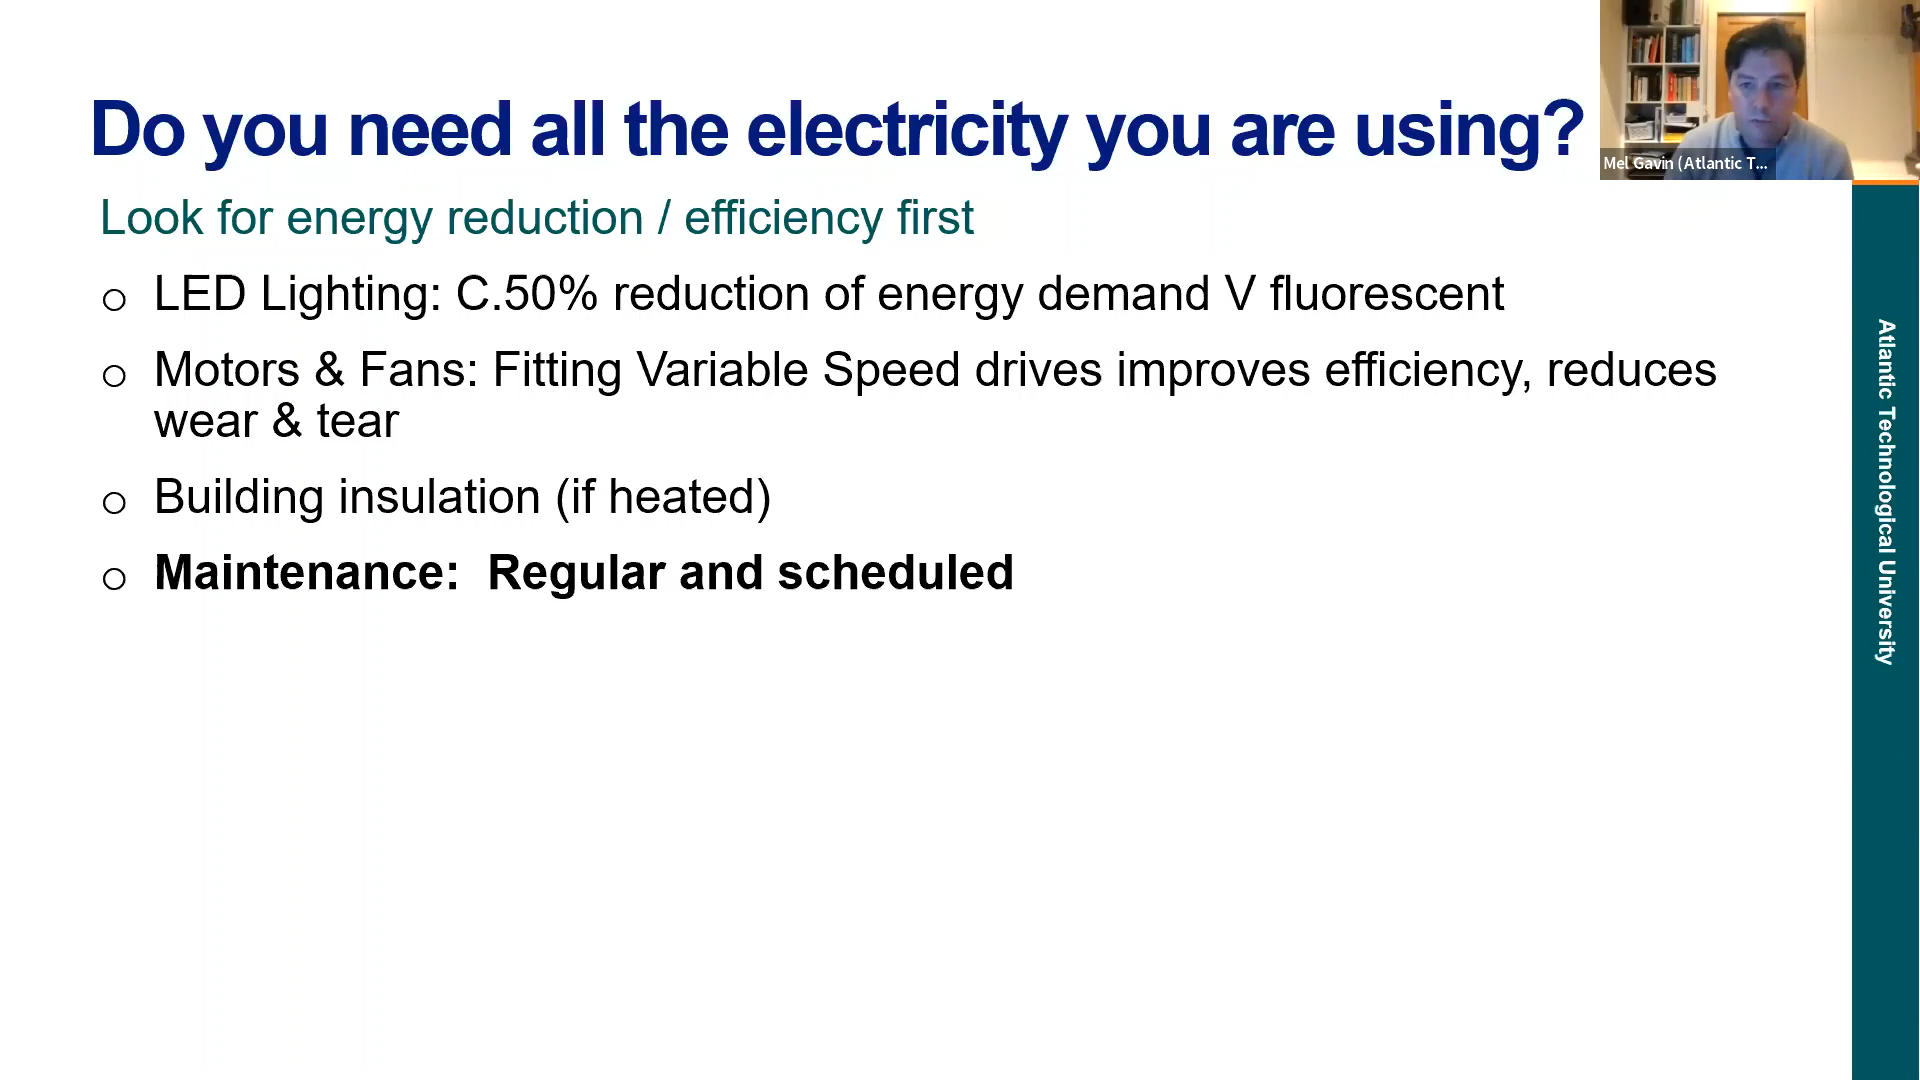 Do you need all the electricity you are using?
Look for energy reduction / efficiency first
o LED Lighting: C.50% reduction of energy demand V fluorescent
o Motors & Fans: Fitting Variable Speed drives improves efficiency, reduces
wear & tear
o Building insulation (if heated)
o Maintenance:  Regular and scheduled
Mel Gavin (Atlantic T...
Atlantic Technological University